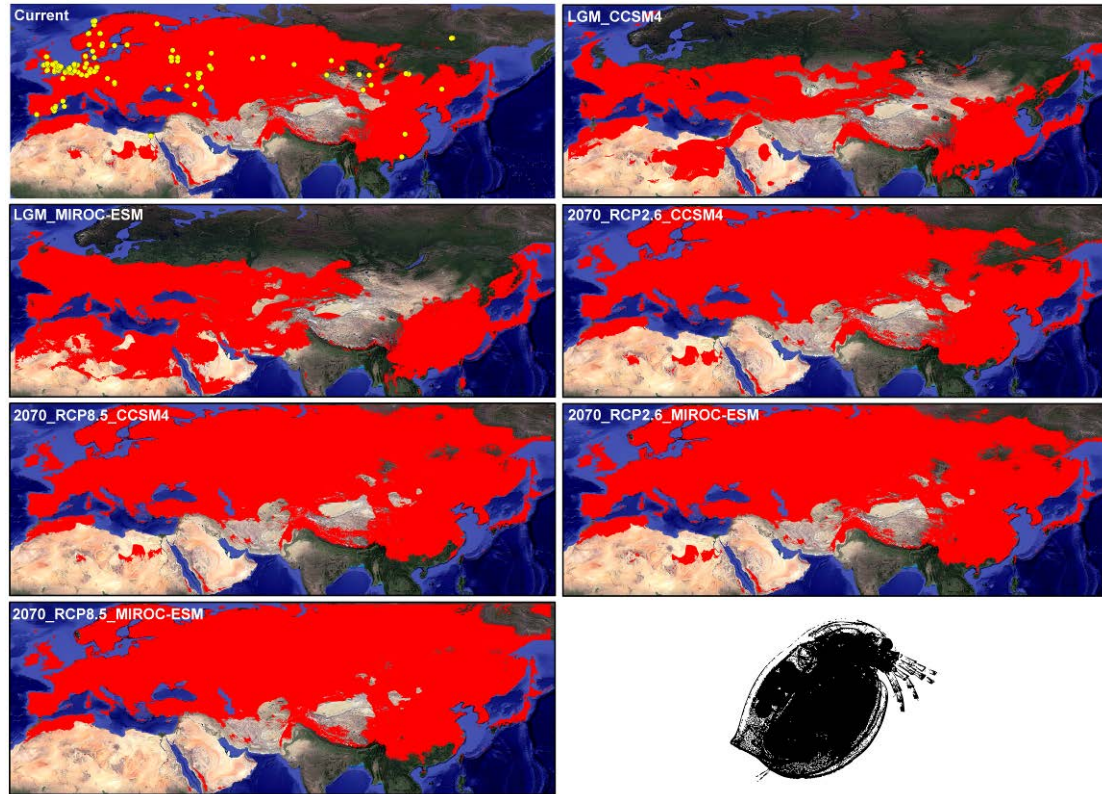 Current
LGM_CCSM4
LGM_MIROC-ESM
2070_RCP2.6_CCSM4
2070_RCP8.5_CCSM4
2070_RCP2.6_MIROC-ESM
2070_RCP8.5_MIROC-ESM